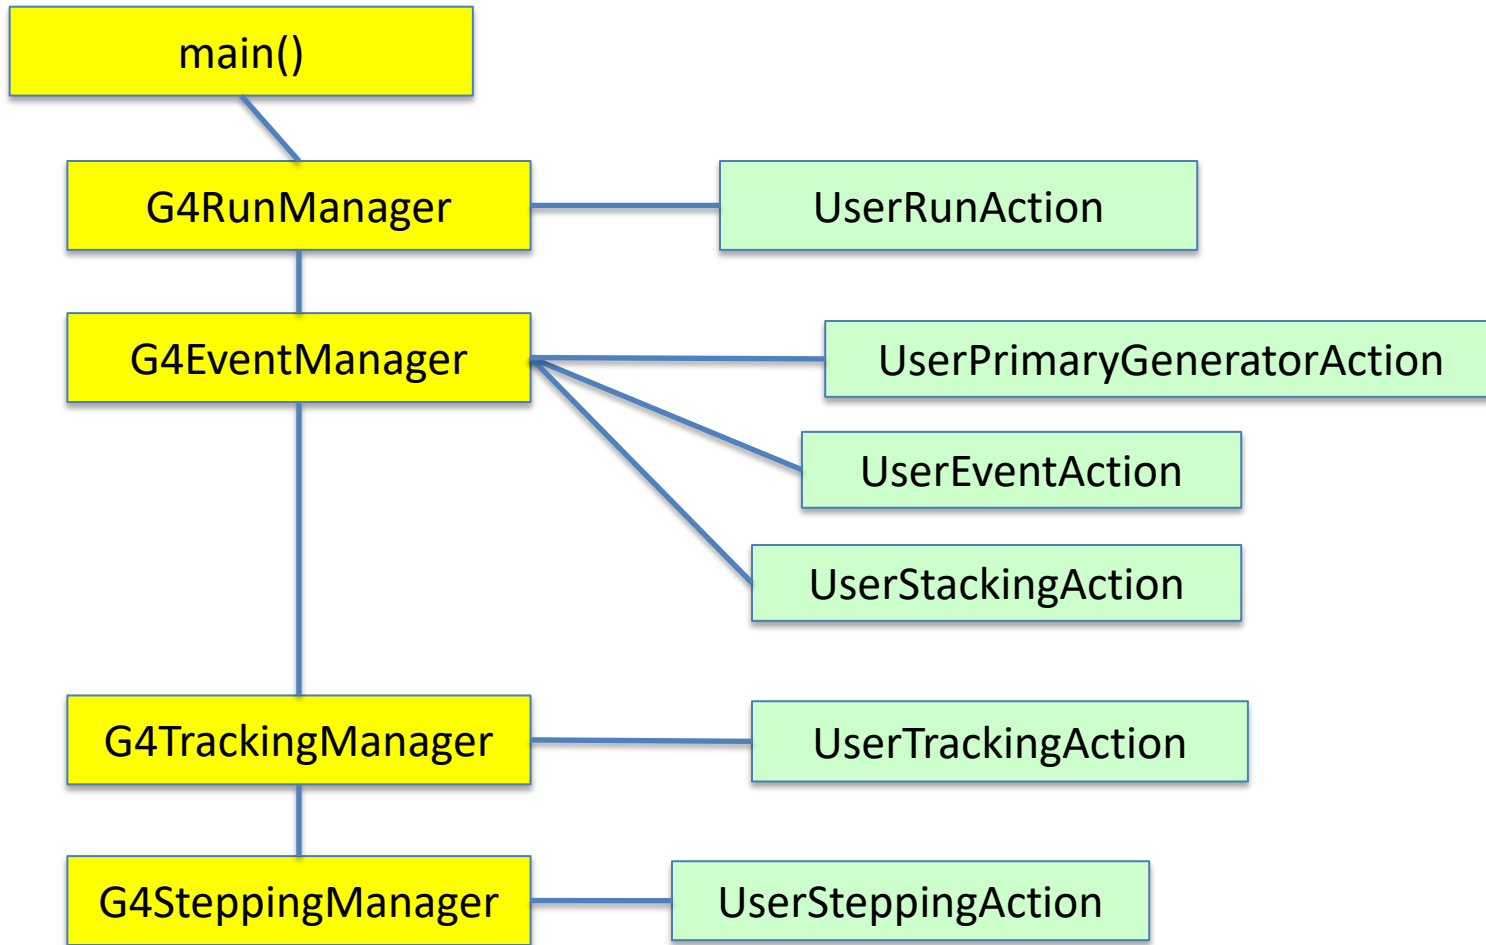 main()
G4RunManager
UserRunAction
G4EventManager
UserPrimaryGeneratorAction
UserEventAction
UserStackingAction
G4TrackingManager
UserTrackingAction
G4SteppingManager
UserSteppingAction